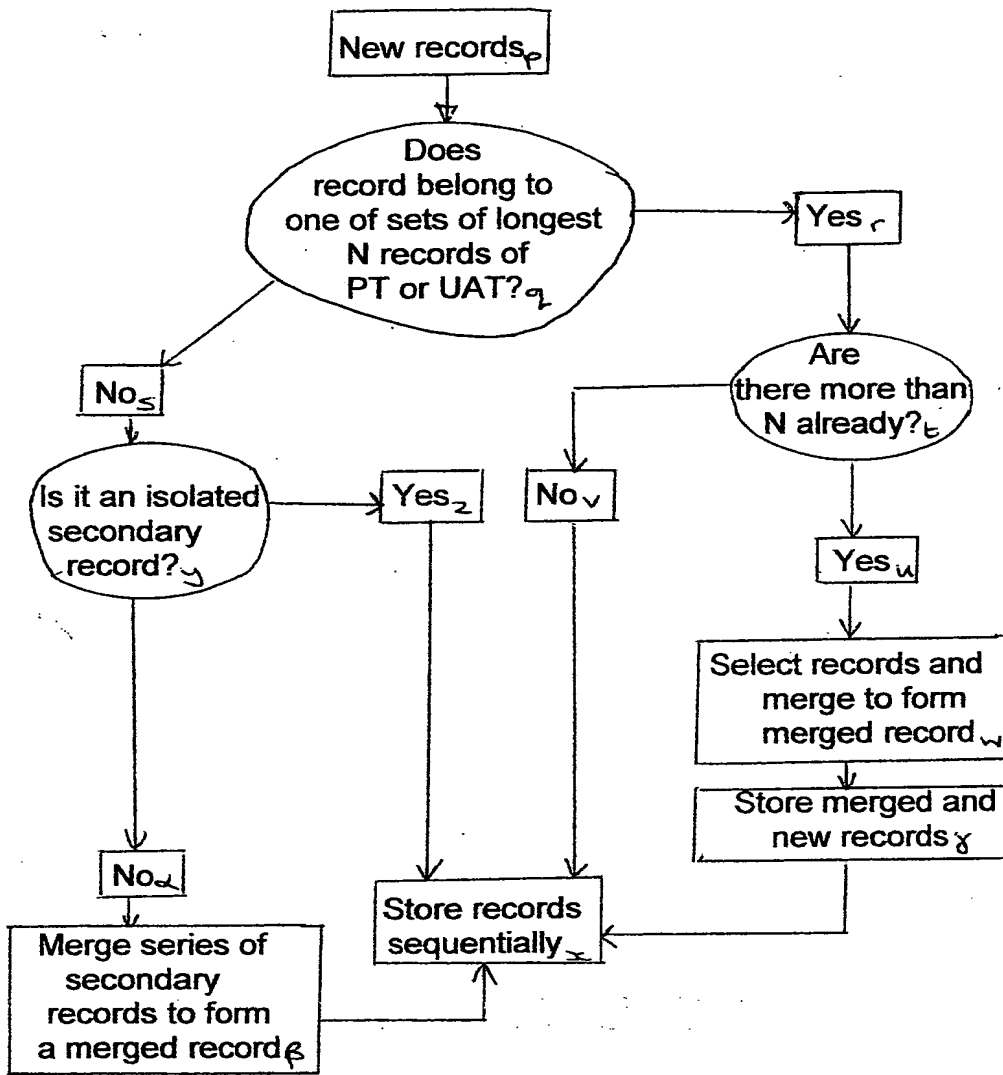 New records p
Does
record belong to
one of sets of longest
N records of
PT or UAT? q
Yes r
No s
Are
there more than
N already? t
Is it an isolated
secondary
record? y
Yes z
No v
Yes u
Select records and
merge to form
merged record w
Store merged and
new records γ
No α
Store records
sequentially x
Merge series of
secondary
records to form
a merged record β